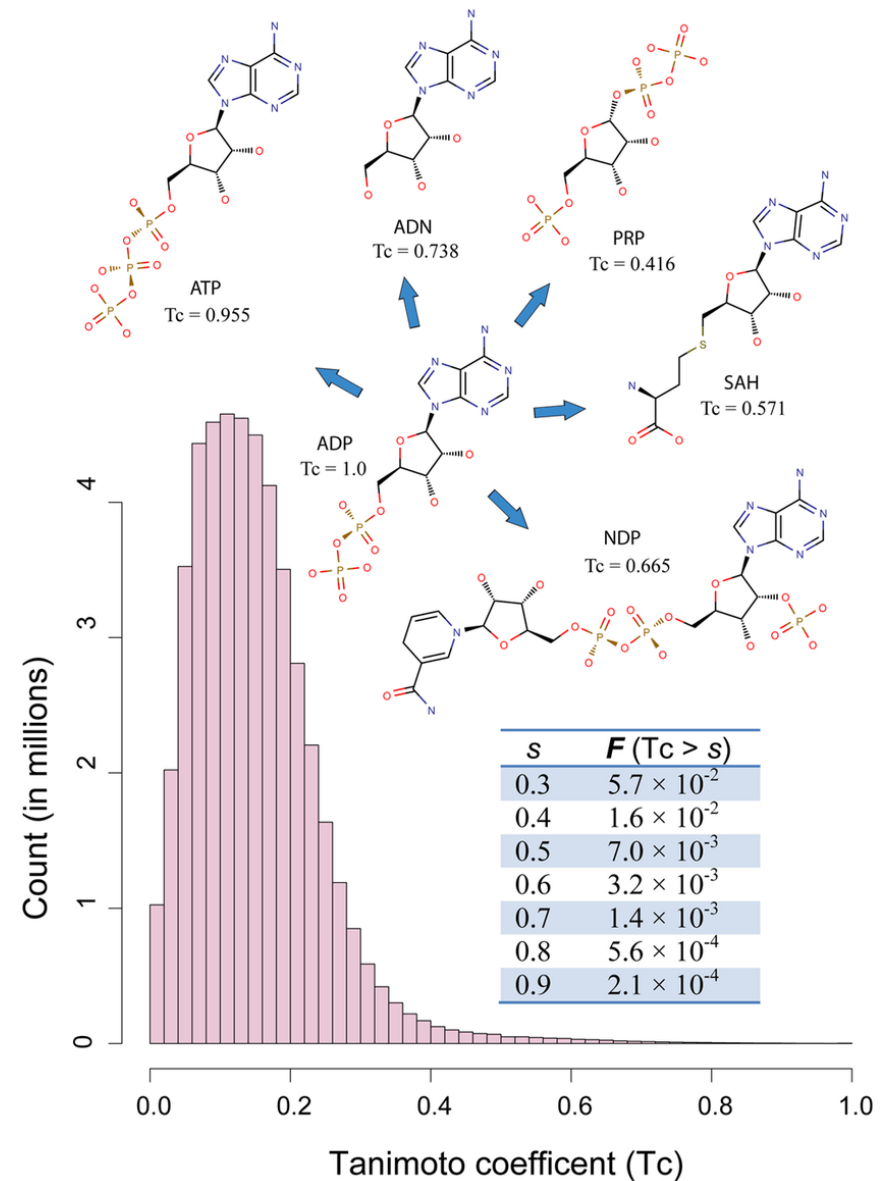 ADN
Tc = 0.738
PRP
Tc = 0.416
ATP
Tc = 0.955
SAH
Tc = 0.571
ADP
Tc = 1.0
NDP
Tc = 0.665
s F (Tc > s)
0.3 5.7 × 10⁻²
0.4 1.6 × 10⁻²
0.5 7.0 × 10⁻³
0.6 3.2 × 10⁻³
0.7 1.4 × 10⁻³
0.8 5.6 × 10⁻⁴
0.9 2.1 × 10⁻⁴
Count (in millions)
4
3
2
1
0
0.0 0.2 0.4 0.6 0.8 1.0
Tanimoto coefficent (Tc)